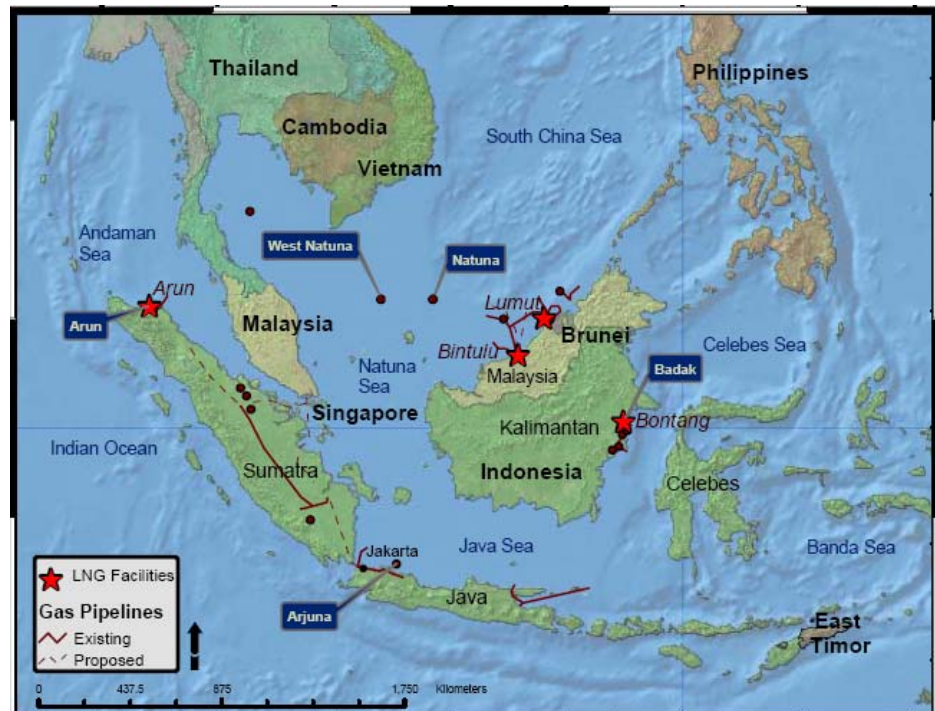 Thailand
Philippines
Cambodia
South China Sea
Vietnam
Andaman
Sea
West Natuna
Natuna
Arun
Lumut
Arun
Malaysia
Brunei
Celebes Sea
Bintulu
Natuna
Sea
Malaysia
Badak
Singapore
Kalimantan
Bontang
Indian Ocean
Sumatra
Indonesia
Celebes
Jakarta
Java Sea
Banda Sea
Arjuna
Java
East
Timor
LNG Facilities
Gas Pipelines
Existing
Proposed
0 437.5 875 1,750 Kilometers